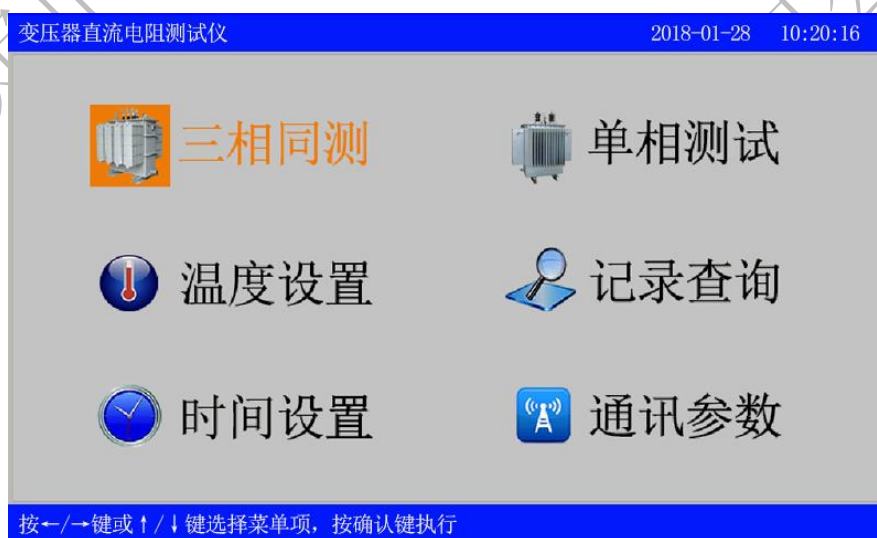 变压器直流电阻测试仪 2018-01-28 10:20:16
三相同测 单相测试
温度设置 记录查询
时间设置 通讯参数
按←/→键或↑/↓键选择菜单项，按确认键执行